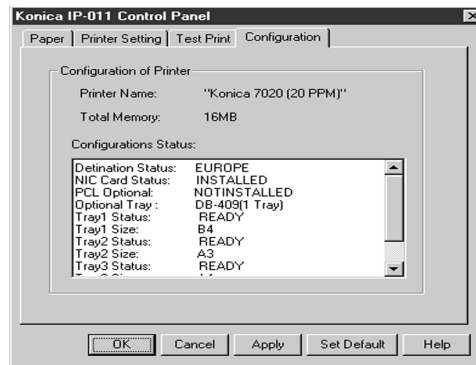 Konica IP-011 Control Panel
Paper Printer Setting Test Print Configuration
Configuration of Printer
Printer Name: "Konica 7020 (20 PPM)"
Total Memory: 16MB
Configurations Status:
Detination Status: EUROPE
NIC Card Status: INSTALLED
PCL Optional: NOTINSTALLED
Optional Tray : DB-409(1 Tray)
Tray1 Status: READY
Tray1 Size: B4
Tray2 Status: READY
Tray2 Size: A3
Tray3 Status: READY
OK Cancel Apply Set Default Help